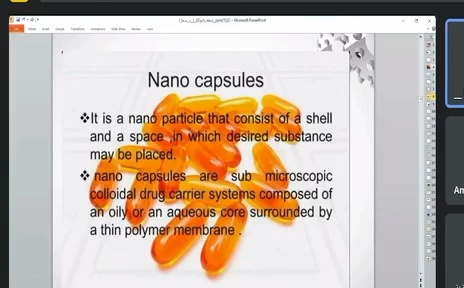 Nano capsules
❖It is a nano particle that consist of a shell
and a space ,in which desired substance
may be placed.
❖ nano capsules are sub microscopic
colloidal drug carrier systems composed of
an oily or an aqueous core surrounded by
a thin polymer membrane .